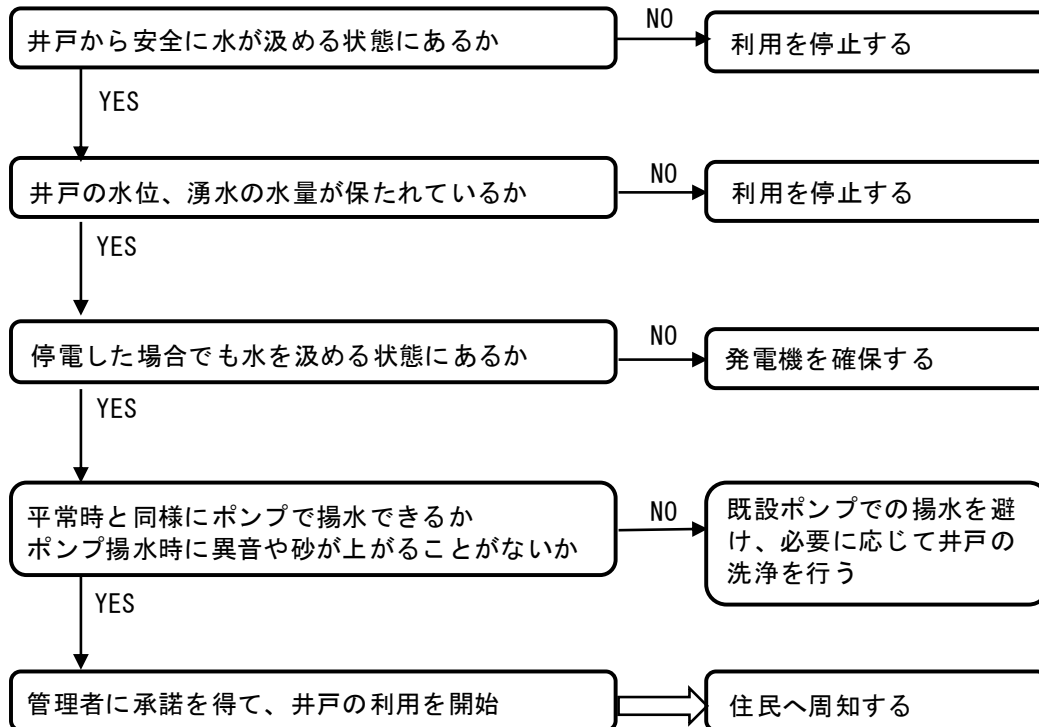 井戸から安全に水が汲める状態にあるか
NO
利用を停止する
YES
井戸の水位、湧水の水量が保たれているか
NO
利用を停止する
YES
停電した場合でも水を汲める状態にあるか
NO
発電機を確保する
YES
平常時と同様にポンプで揚水できるか
ポンプ揚水時に異音や砂が上がることがないか
NO
既設ポンプでの揚水を避
け、必要に応じて井戸の
洗浄を行う
YES
管理者に承諾を得て、井戸の利用を開始
住民へ周知する